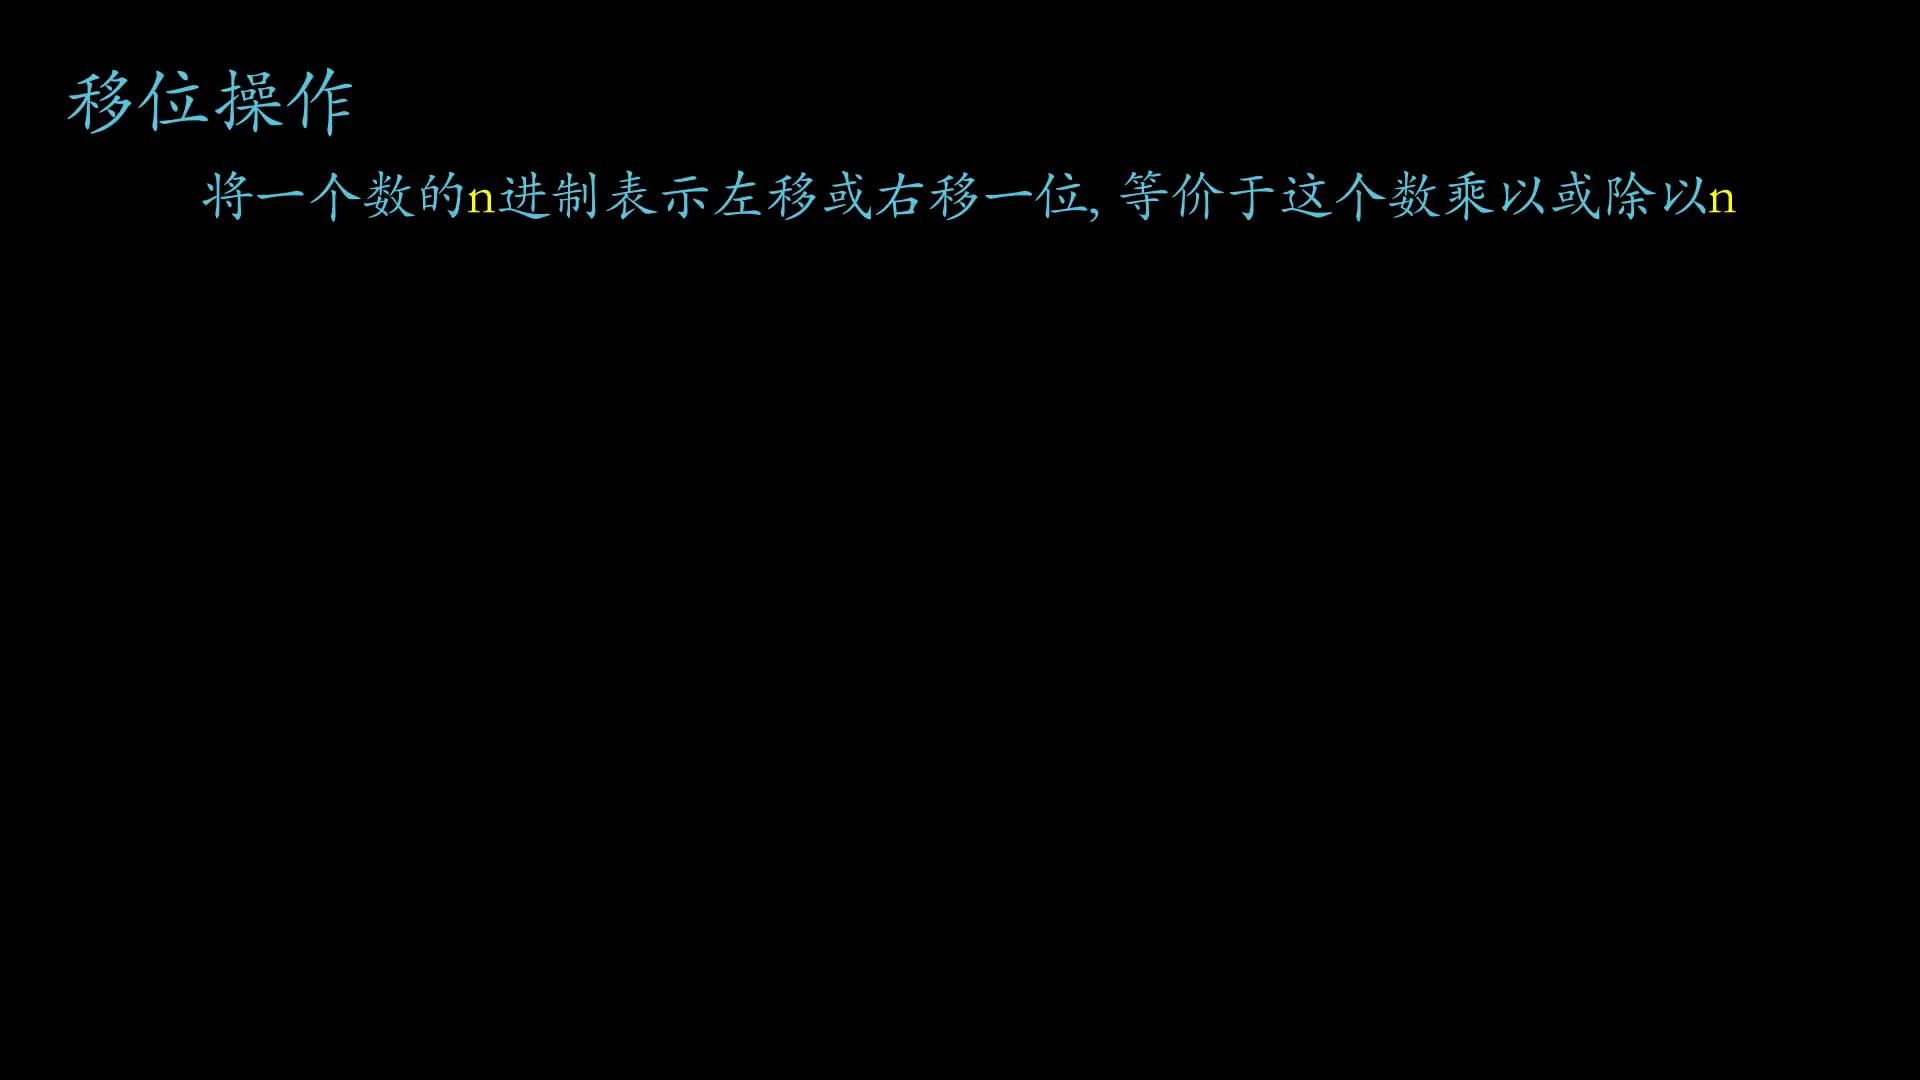 移位操作
将一个数的n进制表示左移或右移一位, 等价于这个数乘以或除以n